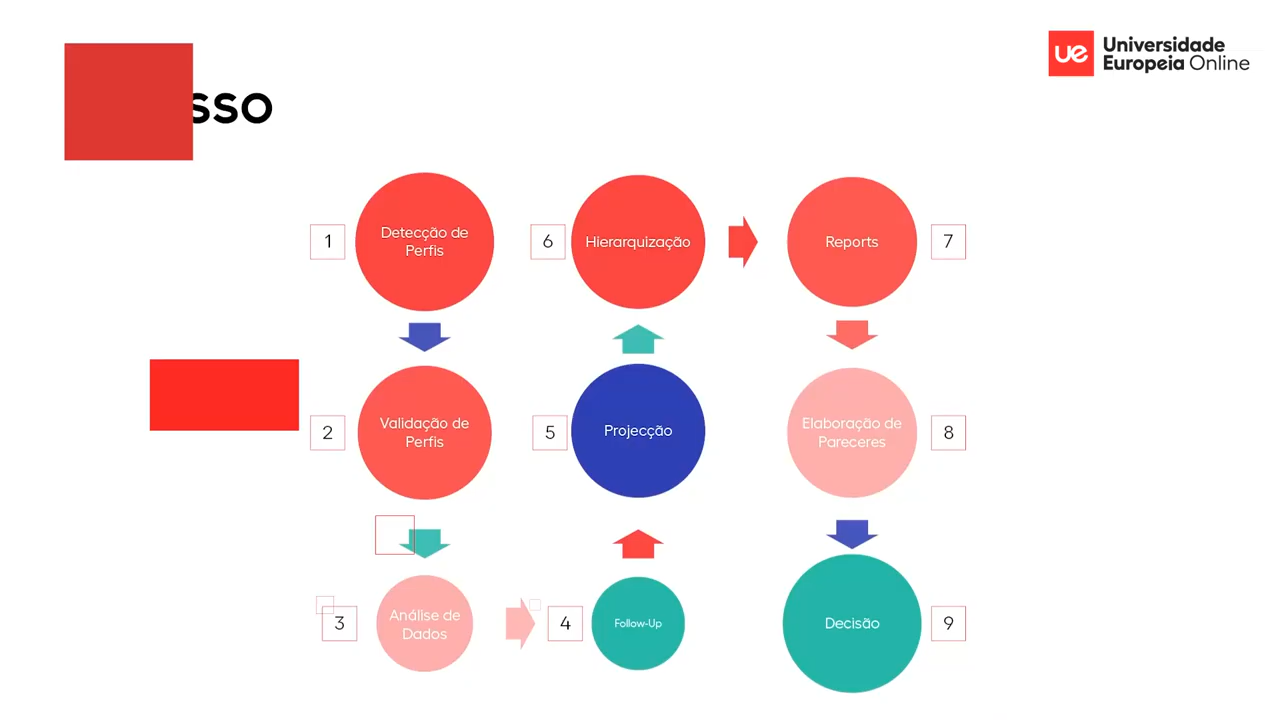 ue Universidade
Europeia Online
sso
1
Detecção de
Perfis
2
Validação de
Perfis
3
Análise de
Dados
4
Follow-Up
5
Projecção
6
Hierarquização
7
Reports
8
Elaboração de
Pareceres
9
Decisão